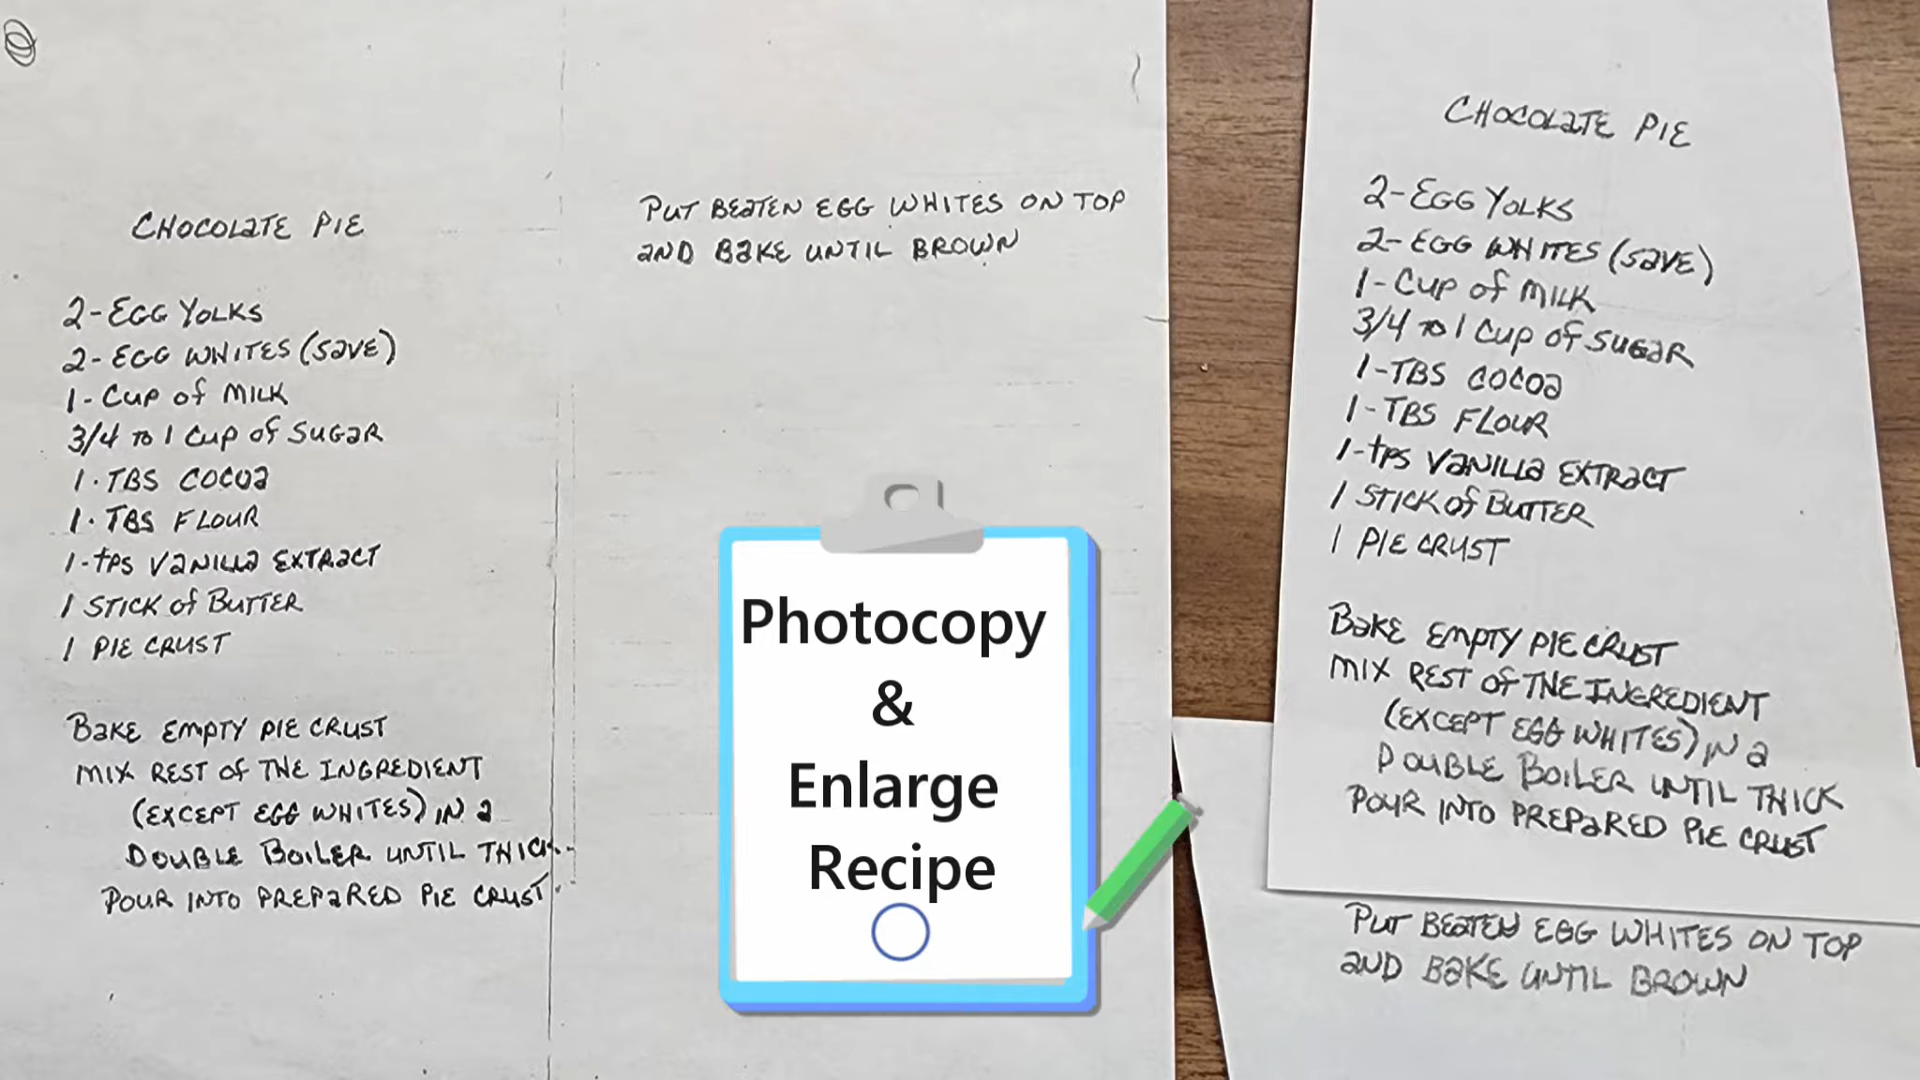 CHOCOLATE PIE
2-EGG YOLKS
2-EGG WHITES (SAVE)
1-CUP of MILK
3/4 to 1 CUP of SUGAR
1. TBS COCOA
1. TBS FLOUR
1-tps VANILLA EXTRACT
1 STICK of BUTTER
1 PIE CRUST
BAKE EMPTY PIE CRUST
MIX REST OF THE INGREDIENT
(EXCEPT EGG WHITES) IN A
DOUBLE BOILER UNTIL THICK
POUR INTO PREPARED PIE CRUST
PUT BEATEN EGG WHITES ON TOP
AND BAKE UNTIL BROWN
Photocopy
&
Enlarge
Recipe
CHOCOLATE PIE
2-EGG YOLKS
2-EGG WHITES (SAVE)
1-CUP of MILK
3/4 to 1 CUP of SUGAR
1-TBS COCOA
1-TBS FLOUR
1-tps VANILLA EXTRACT
1 STICK of BUTTER
1 PIE CRUST
BAKE EMPTY PIE CRUST
MIX REST OF THE INGREDIENT
(EXCEPT EGG WHITES) IN A
DOUBLE BOILER UNTIL THICK
POUR INTO PREPARED PIE CRUST
PUT BEATEN EGG WHITES ON TOP
AND BAKE UNTIL BROWN